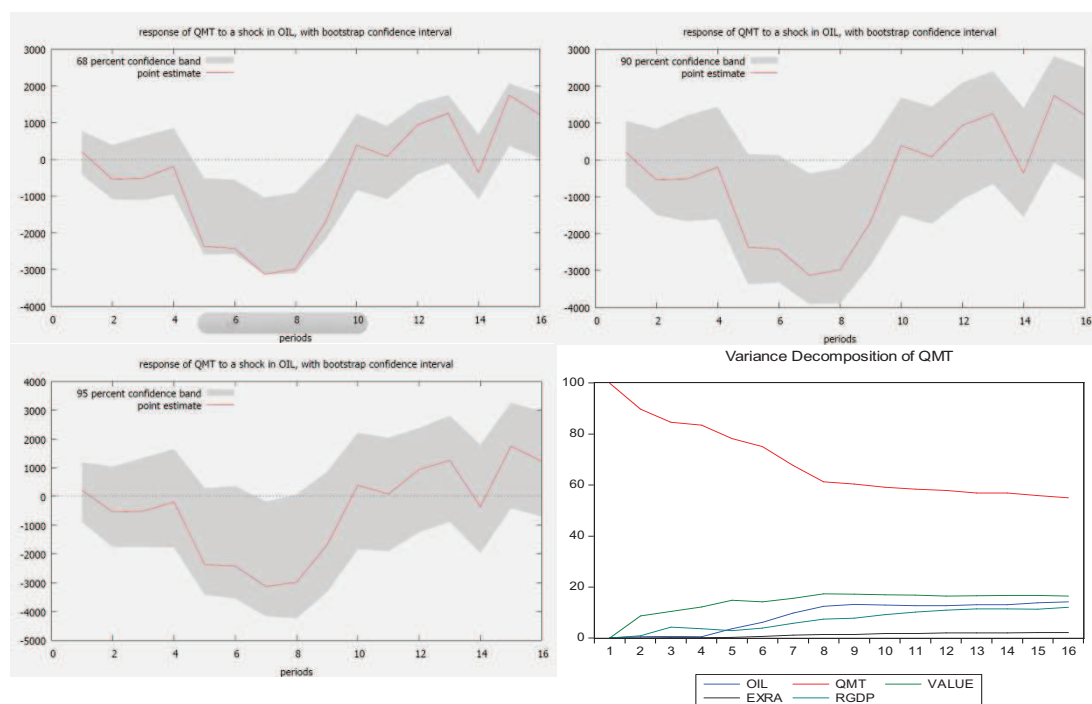 response of QMT to a shock in OIL, with bootstrap confidence interval
68 percent confidence band
point estimate
3000
2000
1000
0
-1000
-2000
-3000
-4000
0 2 4 6 8 10 12 14 16
periods
response of QMT to a shock in OIL, with bootstrap confidence interval
90 percent confidence band
point estimate
3000
2000
1000
0
-1000
-2000
-3000
-4000
0 2 4 6 8 10 12 14 16
periods
response of QMT to a shock in OIL, with bootstrap confidence interval
95 percent confidence band
point estimate
4000
3000
2000
1000
0
-1000
-2000
-3000
-4000
-5000
0 2 4 6 8 10 12 14 16
periods
Variance Decomposition of QMT
100
80
60
40
20
0
1 2 3 4 5 6 7 8 9 10 11 12 13 14 15 16
OIL QMT VALUE
EXRA RGDP